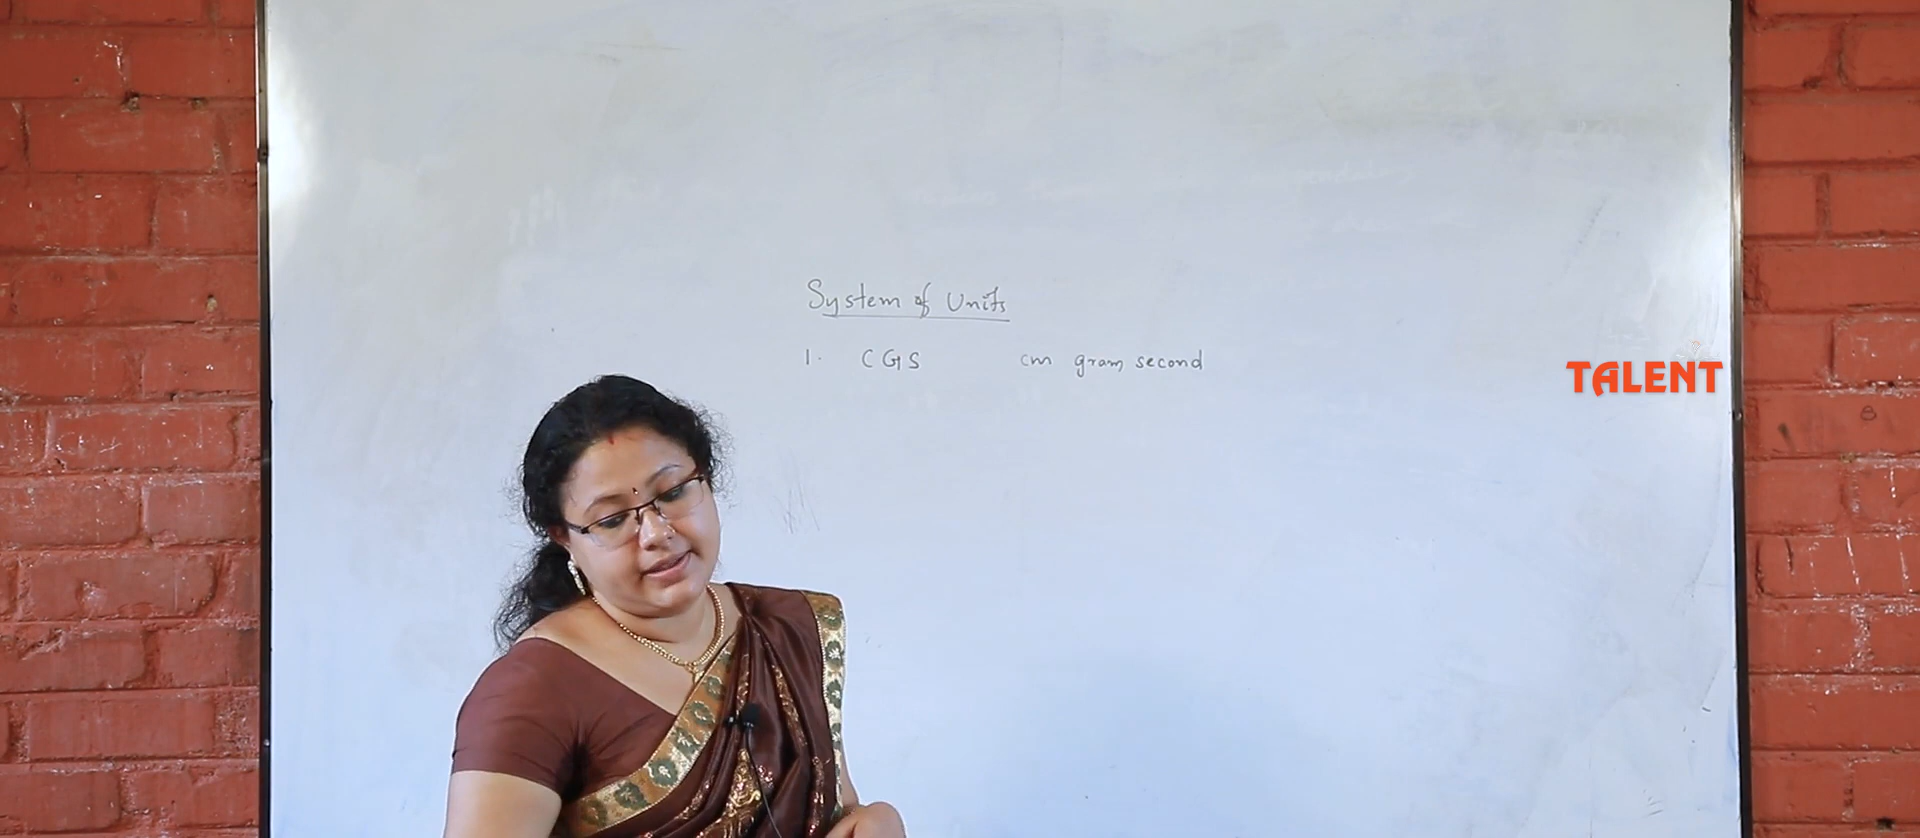 System of Units
1. CGS cm gram second
TALENT